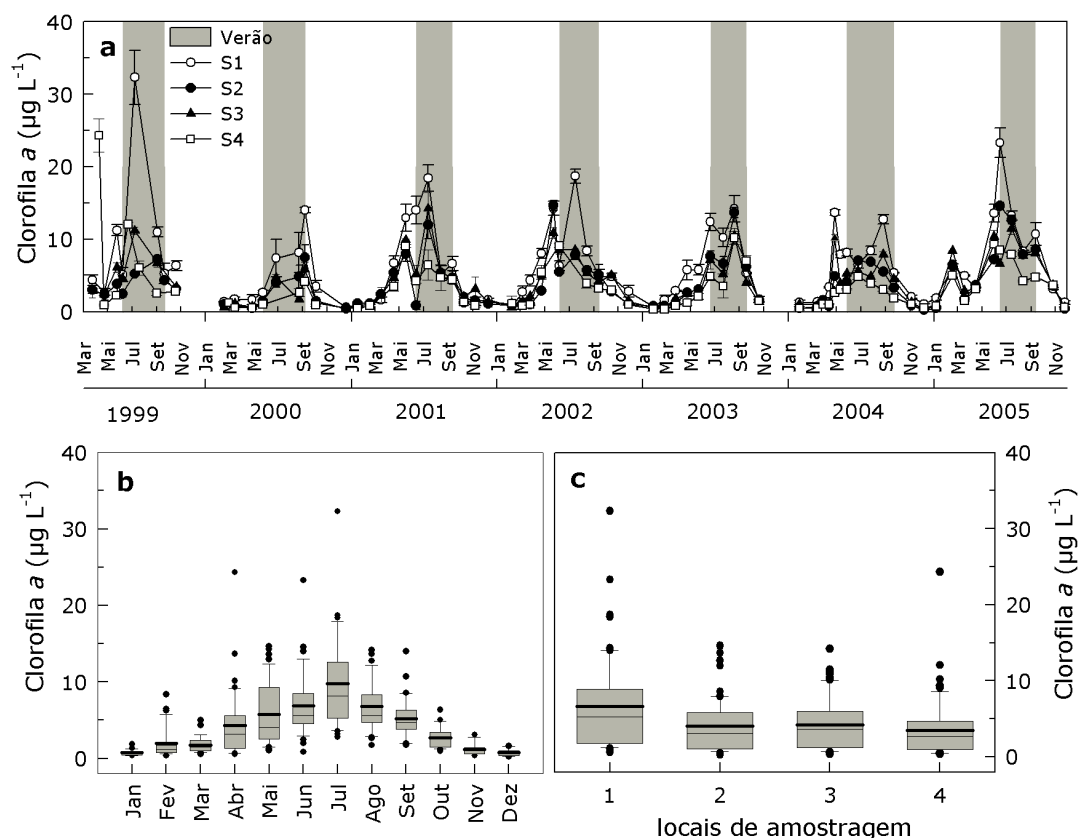 a
Verão
S1
S2
S3
S4
Clorofila a (µg L⁻¹)
40
30
20
10
0
Mar Mai Jul Set Nov Jan Mar Mai Jul Set Nov Jan Mar Mai Jul Set Nov Jan Mar Mai Jul Set Nov Jan Mar Mai Jul Set Nov Jan Mar Mai Jul Set Nov Jan Mar Mai Jul Set Nov
1999 2000 2001 2002 2003 2004 2005
b
Clorofila a (µg L⁻¹)
40
30
20
10
0
Jan Fev Mar Abr Mai Jun Jul Ago Set Out Nov Dez
c
40
30
20
10
0
Clorofila a (µg L⁻¹)
1 2 3 4
locais de amostragem